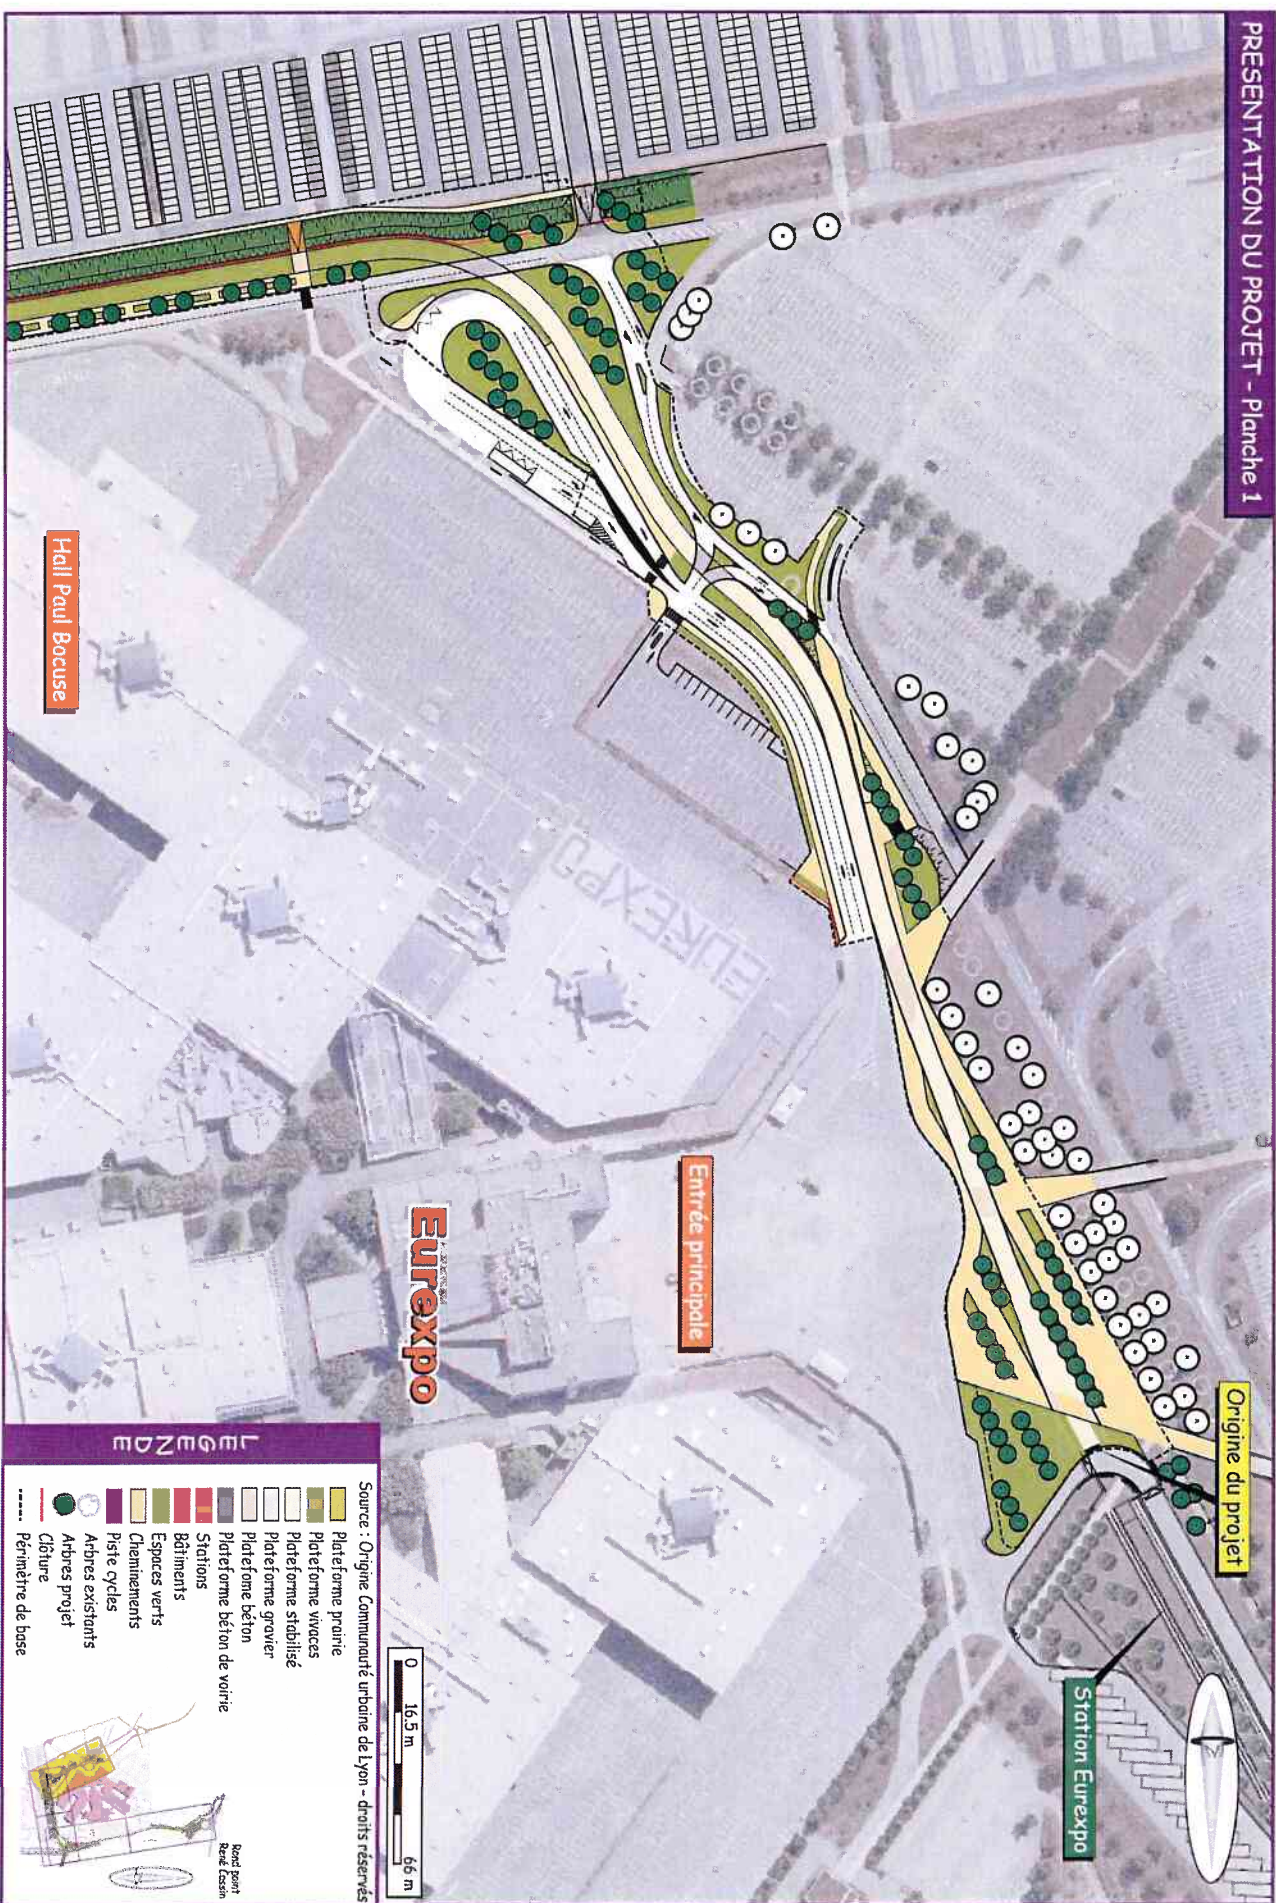 PRESENTATION DU PROJET - Planche 1
Origine du projet
Station Eurexpo
Entrée principale
Eurexpo
EUREXPO
Hall Paul Bocuse
0 16.5 m 66 m
Source : Origine Communauté urbaine de Lyon - droits réservés
LEGENDE
Plateforme prairie
Plateforme vivaces
Plateforme stabilisé
Plateforme gravier
Platefome béton
Plateforme béton de voirie
Stations
Bâtiments
Espaces verts
Cheminements
Piste cycles
Arbres existants
Arbres projet
Clôture
Périmètre de base
Rond point
René Cassin